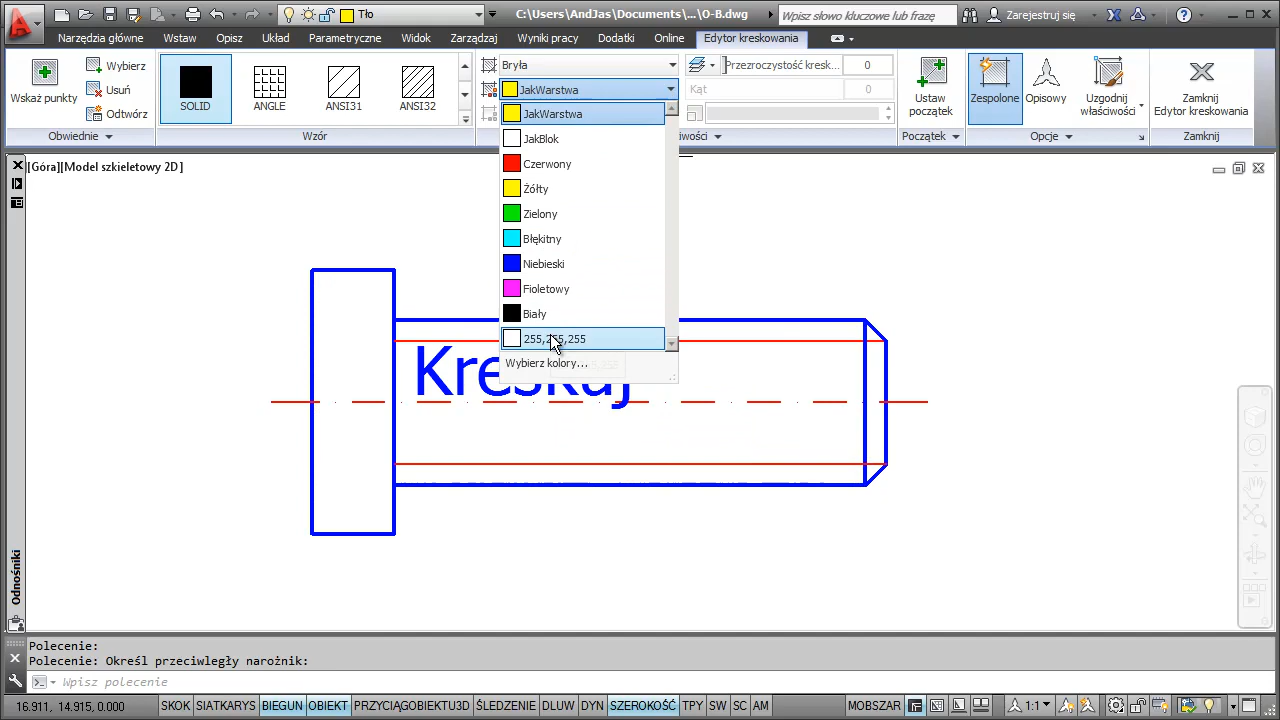 Tło
C:\Users\AndJas\Documents\...\O-B.dwg
Wpisz słowo kluczowe lub frazę
Zarejestruj się
Narzędzia główne
Wstaw
Opisz
Układ
Parametryczne
Widok
Zarządzaj
Wyniki pracy
Dodatki
Online
Edytor kreskowania
Wskaż punkty
Wybierz
Usuń
Odtwórz
Obwiednie
SOLID
ANGLE
ANSI31
ANSI32
Wzór
Bryła
JakWarstwa
Przezroczystość kresk...
0
Kąt
0
Ustaw
początek
Początek
Zespolone
Opisowy
Uzgodnij
właściwości
Opcje
Zamknij
Edytor kreskowania
Zamknij
JakWarstwa
JakBlok
Czerwony
Żółty
Zielony
Błękitny
Niebieski
Fioletowy
Biały
255,255,255
Wybierz kolory...
[Góra][Model szkieletowy 2D]
Kreskuj
Odnośniki
Polecenie:
Polecenie: Określ przeciwległy narożnik:
Wpisz polecenie
16.911, 14.915, 0.000
SKOK
SIATKARYS
BIEGUN
OBIEKT
PRZYCIĄGOBIEKT3D
ŚLEDZENIE
DLUW
DYN
SZEROKOŚĆ
TPY
SW
SC
AM
MOBSZAR
1:1